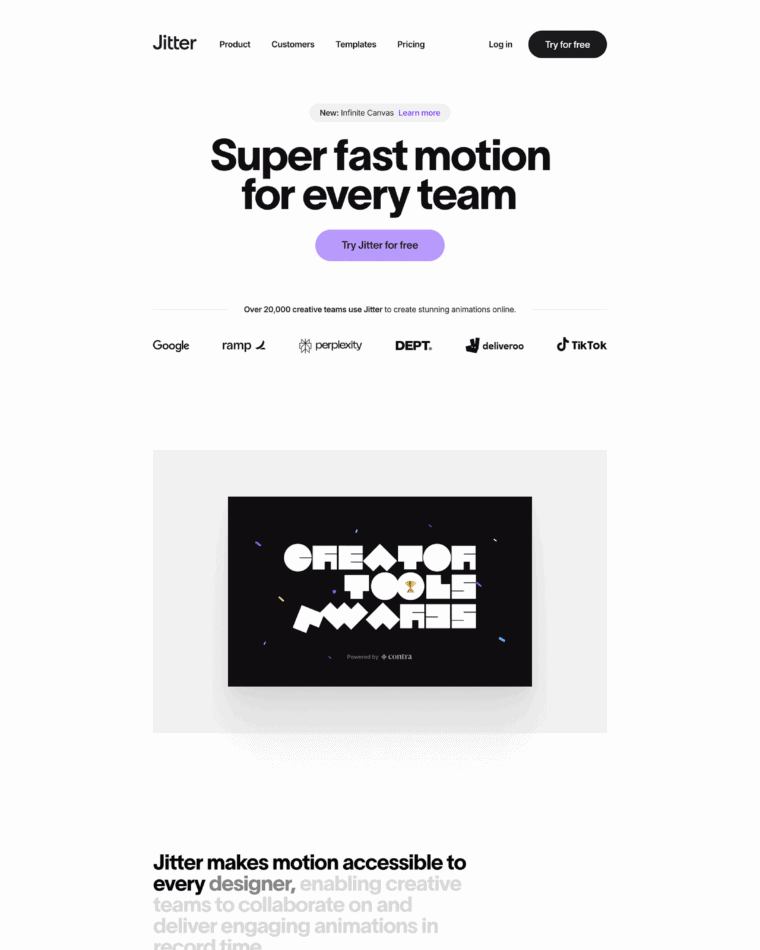 Jitter
Product Customers Templates Pricing
Log in
Try for free
New: Infinite Canvas Learn more
Super fast motion
for every team
Try Jitter for free
Over 20,000 creative teams use Jitter to create stunning animations online.
Google
ramp
perplexity
DEPT.
deliveroo
TikTok
CREATOR
TOOLS
AWARDS
Powered by contra
Jitter makes motion accessible to
every designer, enabling creative
teams to collaborate on and
deliver engaging animations in
record time